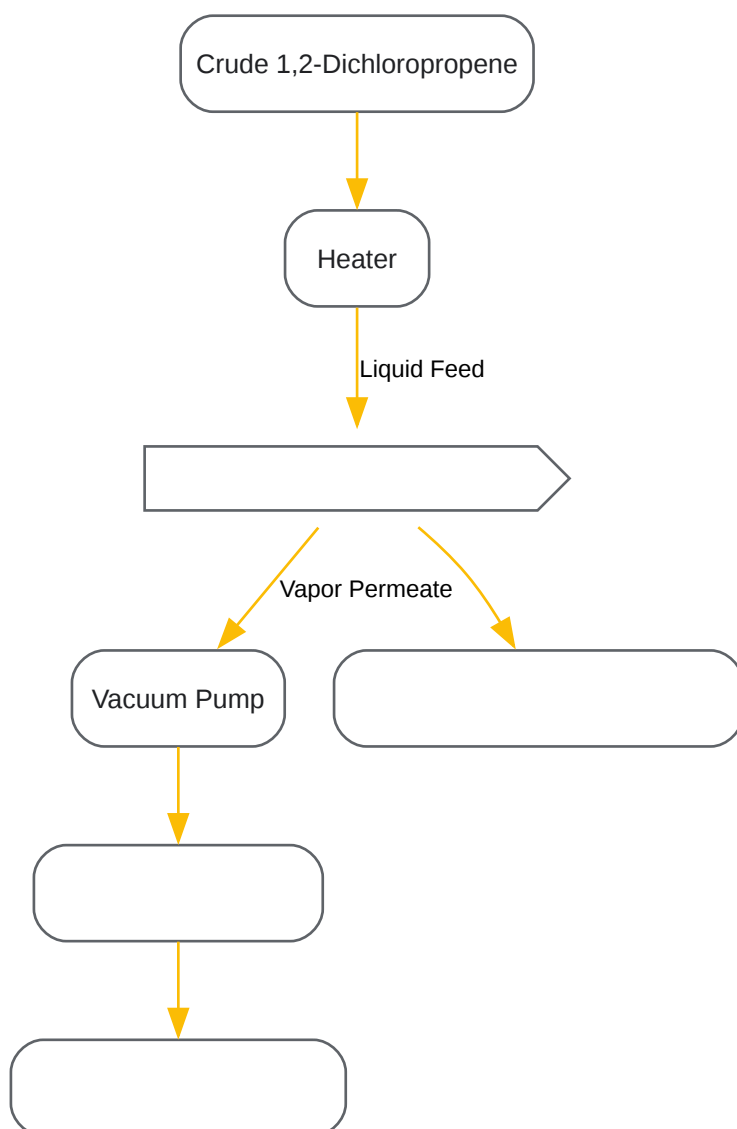 Crude 1,2-Dichloropropene
Heater
Liquid Feed
Vapor Permeate
Vacuum Pump